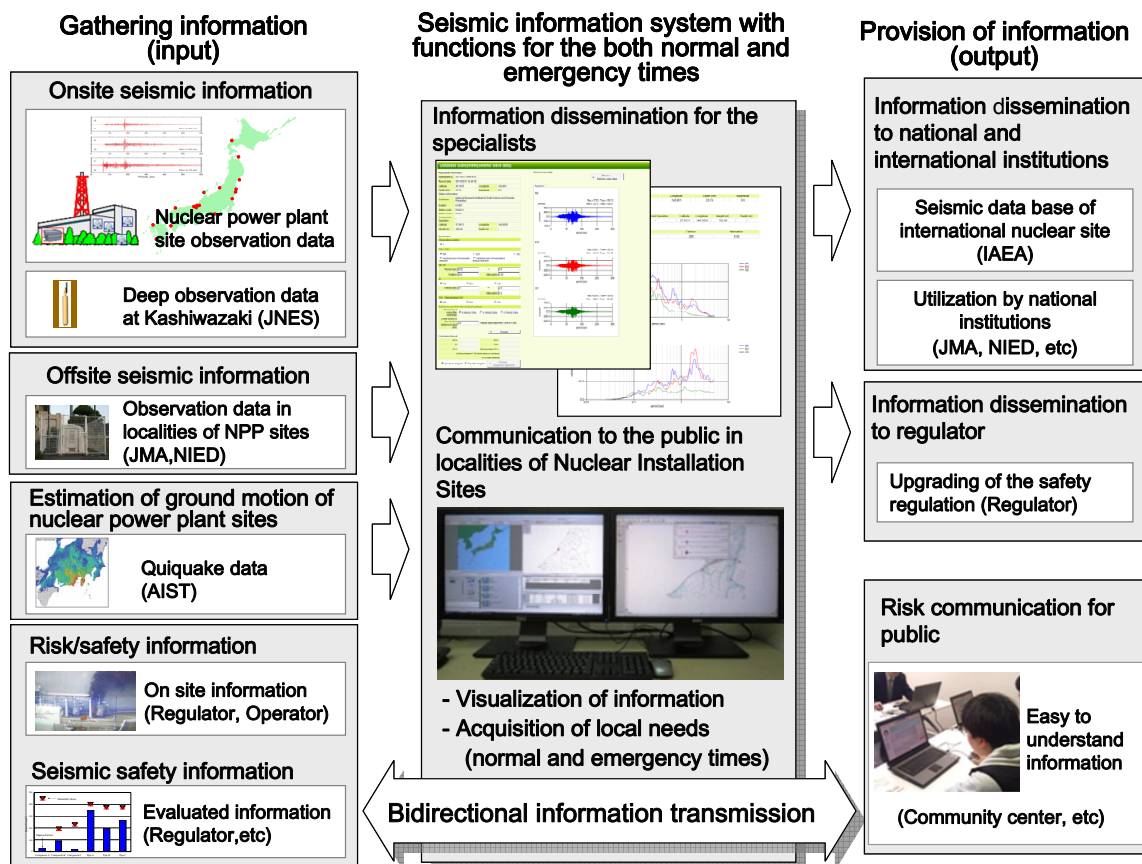 Gathering information
(input)
Onsite seismic information
Nuclear power plant
site observation data
Deep observation data
at Kashiwazaki (JNES)
Offsite seismic information
Observation data in
localities of NPP sites
(JMA,NIED)
Estimation of ground motion of
nuclear power plant sites
Quiquake data
(AIST)
Risk/safety information
On site information
(Regulator, Operator)
Seismic safety information
Evaluated information
(Regulator,etc)
Seismic information system with
functions for the both normal and
emergency times
Information dissemination for the
specialists
Communication to the public in
localities of Nuclear Installation
Sites
- Visualization of information
- Acquisition of local needs
(normal and emergency times)
Bidirectional information transmission
Provision of information
(output)
Information dissemination
to national and
international institutions
Seismic data base of
international nuclear site
(IAEA)
Utilization by national
institutions
(JMA, NIED, etc)
Information dissemination
to regulator
Upgrading of the safety
regulation (Regulator)
Risk communication for
public
Easy to
understand
information
(Community center, etc)